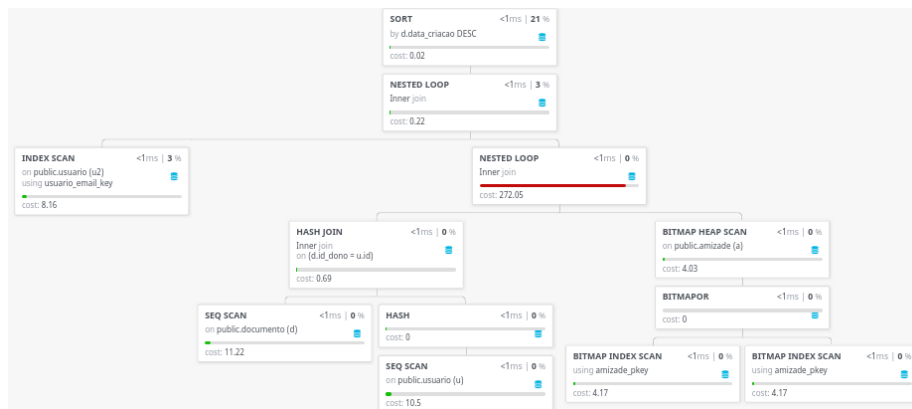 SORT <1ms | 21 %
by d.data_criacao DESC
cost: 0.02
NESTED LOOP <1ms | 3 %
Inner join
cost: 0.22
INDEX SCAN <1ms | 3 %
on public.usuario (u2)
using usuario_email_key
cost: 8.16
NESTED LOOP <1ms | 0 %
Inner join
cost: 272.05
HASH JOIN <1ms | 0 %
Inner join
on (d.id_dono = u.id)
cost: 0.69
BITMAP HEAP SCAN <1ms | 0 %
on public.amizade (a)
cost: 4.03
BITMAPOR <1ms | 0 %
cost: 0
SEQ SCAN <1ms | 0 %
on public.documento (d)
cost: 11.22
HASH <1ms | 0 %
cost: 0
SEQ SCAN <1ms | 0 %
on public.usuario (u)
cost: 10.5
BITMAP INDEX SCAN <1ms | 0 %
using amizade_pkey
cost: 4.17
BITMAP INDEX SCAN <1ms | 0 %
using amizade_pkey
cost: 4.17